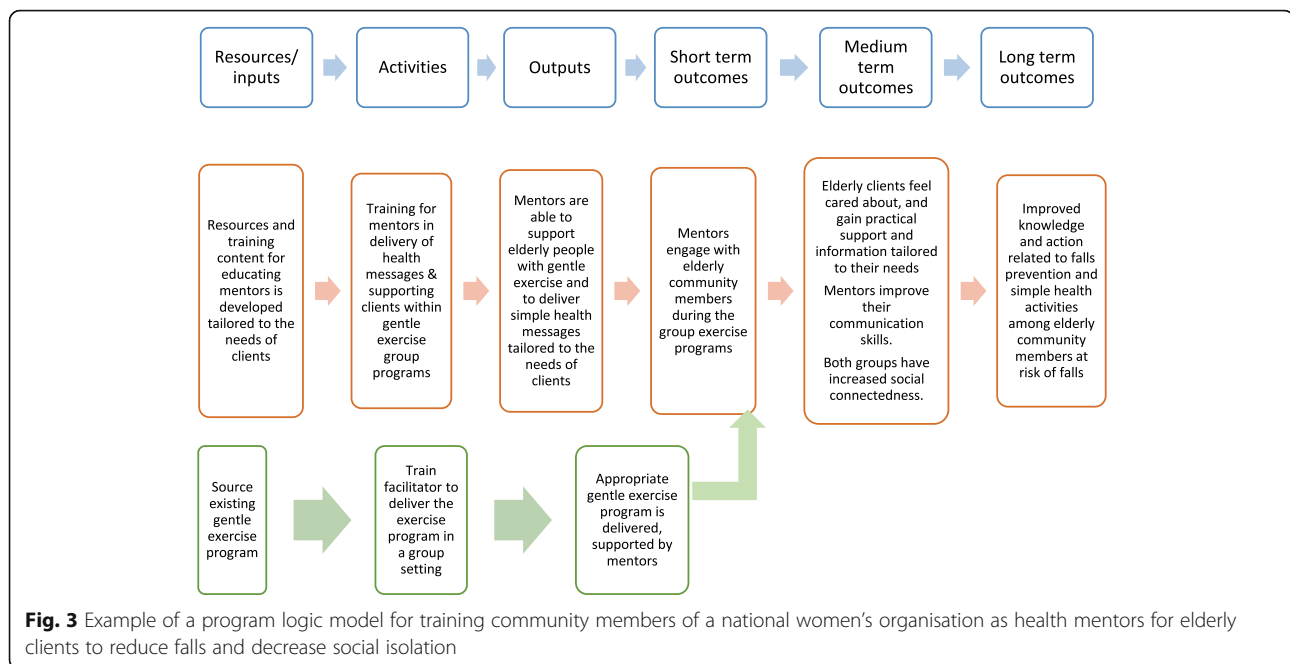 Resources/
inputs
Activities
Outputs
Short term
outcomes
Medium
term
outcomes
Long term
outcomes
Resources and
training
content for
educating
mentors is
developed
tailored to the
needs of
clients
Training for
mentors in
delivery of
health
messages &
supporting
clients within
gentle
exercise
group
programs
Mentors are
able to
support
elderly people
with gentle
exercise and
to deliver
simple health
messages
tailored to the
needs of
clients
Mentors
engage with
elderly
community
members
during the
group exercise
programs
Elderly clients feel
cared about, and
gain practical
support and
information tailored
to their needs
Mentors improve
their
communication
skills.
Both groups have
increased social
connectedness.
Improved
knowledge
and action
related to falls
prevention and
simple health
activities
among elderly
community
members at
risk of falls
Source
existing
gentle
exercise
program
Train
facilitator to
deliver the
exercise
program in
a group
setting
Appropriate
gentle exercise
program is
delivered,
supported by
mentors
Fig. 3 Example of a program logic model for training community members of a national women's organisation as health mentors for elderly
clients to reduce falls and decrease social isolation